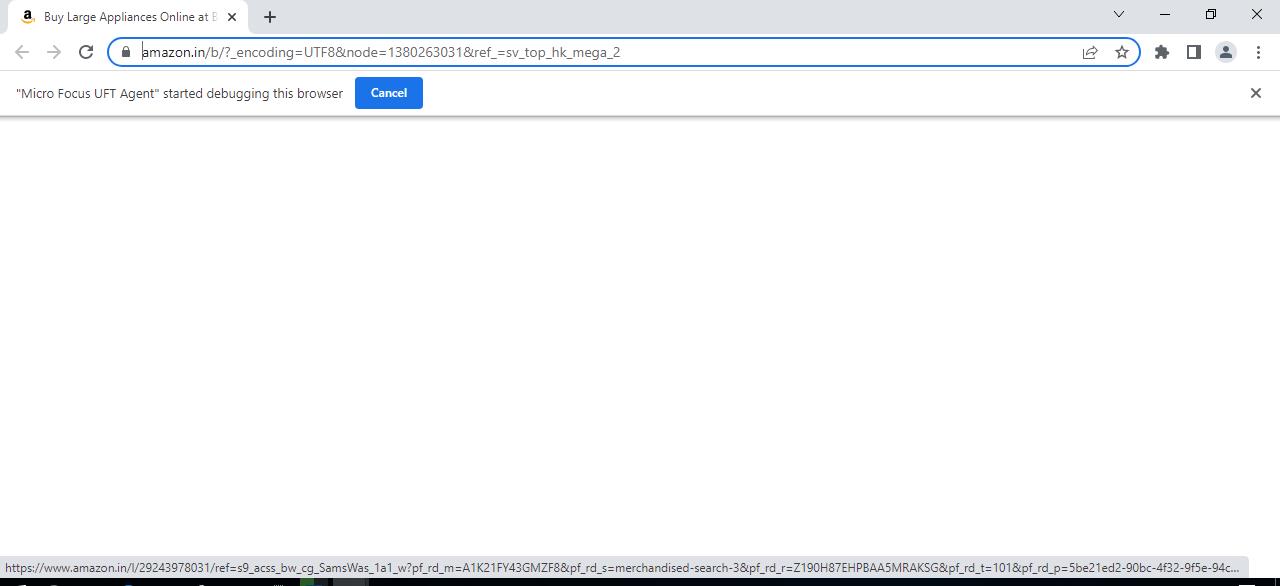 Buy Large Appliances Online at B
amazon.in/b/?_encoding=UTF8&node=1380263031&ref_=sv_top_hk_mega_2
"Micro Focus UFT Agent" started debugging this browser
Cancel
https://www.amazon.in/l/29243978031/ref=s9_acss_bw_cg_SamsWas_1a1_w?pf_rd_m=A1K21FY43GMZF8&pf_rd_s=merchandised-search-3&pf_rd_r=Z190H87EHPBAA5MRAKSG&pf_rd_t=101&pf_rd_p=5be21ed2-90bc-4f32-9f5e-94c...